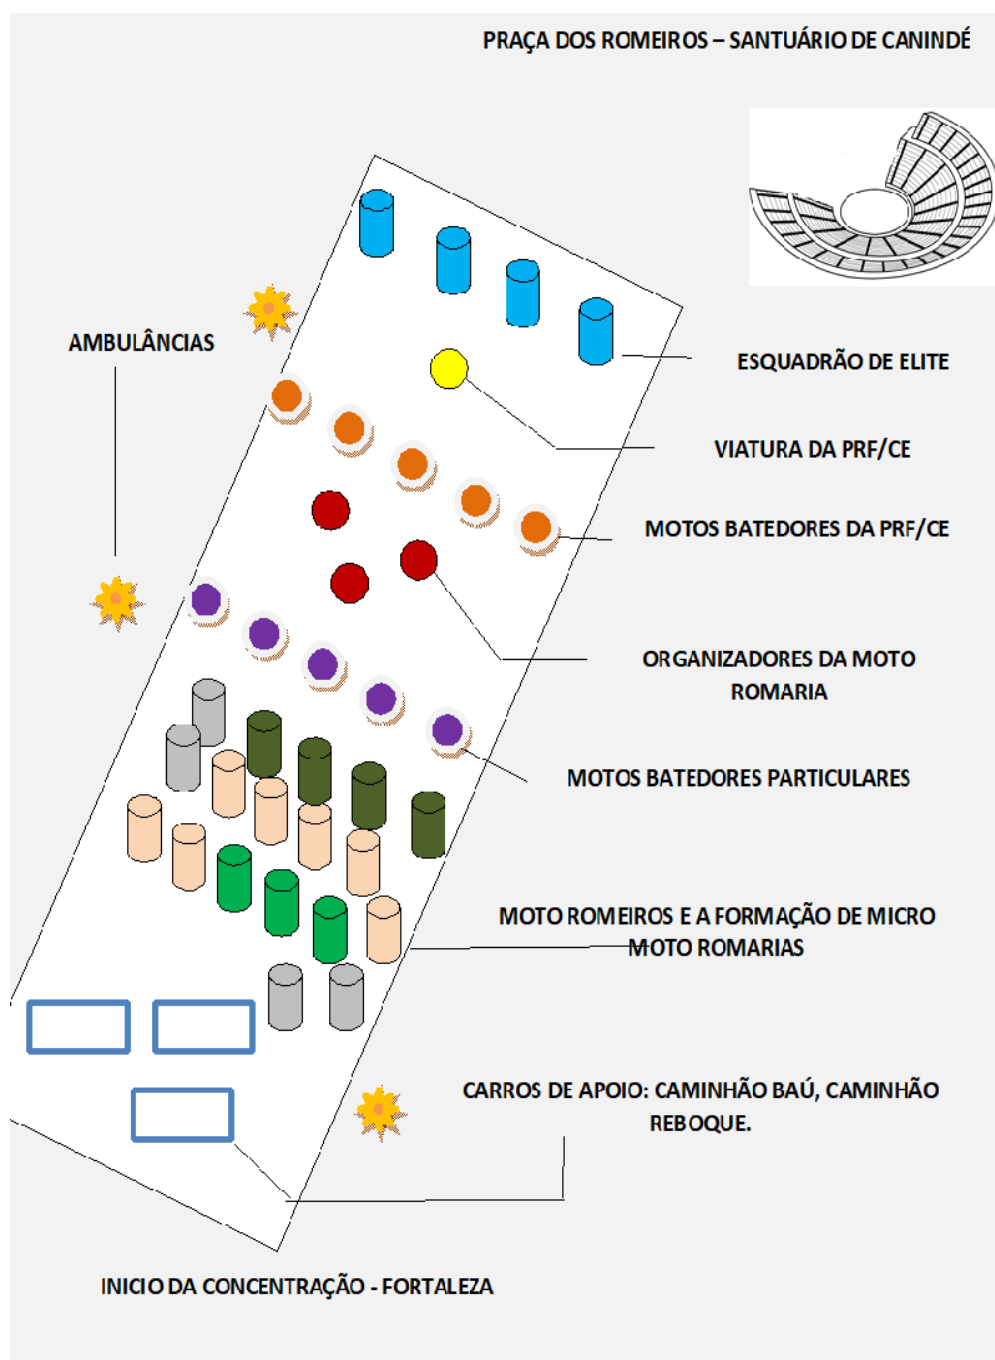 PRAÇA DOS ROMEIROS – SANTUÁRIO DE CANINDÉ
AMBULÂNCIAS
ESQUADRÃO DE ELITE
VIATURA DA PRF/CE
MOTOS BATEDORES DA PRF/CE
ORGANIZADORES DA MOTO
ROMARIA
MOTOS BATEDORES PARTICULARES
MOTO ROMEIROS E A FORMAÇÃO DE MICRO
MOTO ROMARIAS
CARROS DE APOIO: CAMINHÃO BAÚ, CAMINHÃO
REBOQUE.
INICIO DA CONCENTRAÇÃO - FORTALEZA